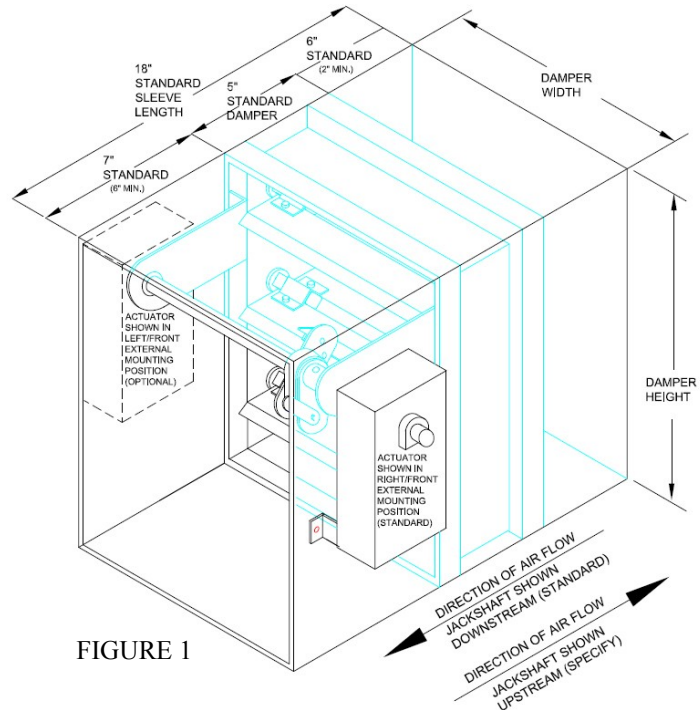 6"
STANDARD
(2" MIN.)
18"
STANDARD
SLEEVE
LENGTH
5"
STANDARD
DAMPER
7"
STANDARD
(6" MIN.)
DAMPER
WIDTH
ACTUATOR
SHOWN IN
LEFT/FRONT
EXTERNAL
MOUNTING
POSITION
(OPTIONAL)
DAMPER
HEIGHT
ACTUATOR
SHOWN IN
RIGHT/FRONT
EXTERNAL
MOUNTING
POSITION
(STANDARD)
DIRECTION OF AIR FLOW
JACKSHAFT SHOWN
DOWNSTREAM (STANDARD)
DIRECTION OF AIR FLOW
JACKSHAFT SHOWN
UPSTREAM (SPECIFY)
FIGURE 1